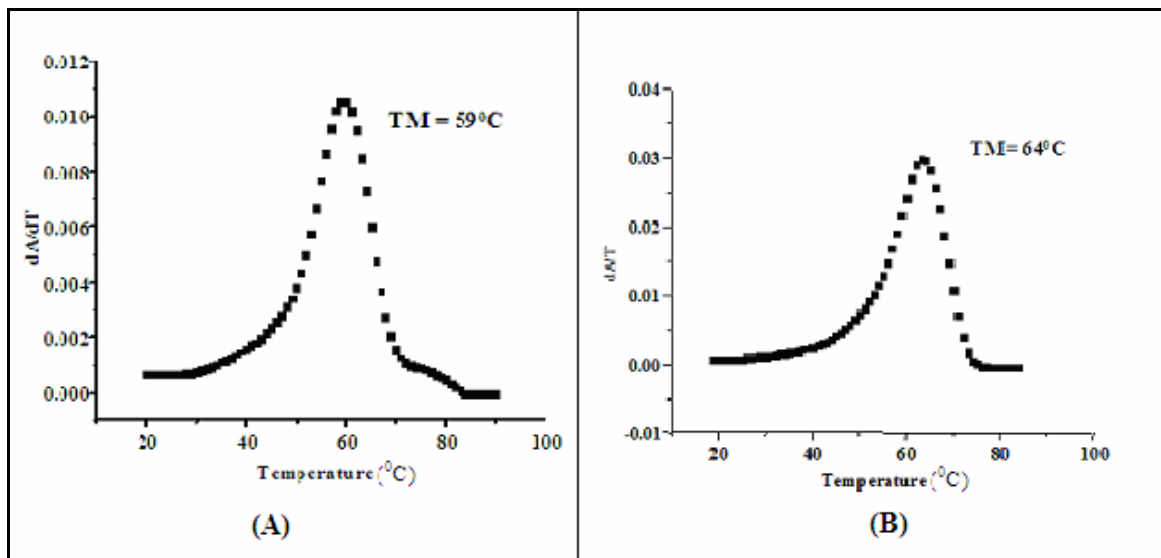 0.012
0.010
0.008
0.006
0.004
0.002
0.000
dA/dT
TM = 59⁰C
20 40 60 80 100
Temperature (⁰C)
(A)
0.04
0.03
0.02
0.01
0.00
-0.01
dA/T
TM= 64⁰C
20 40 60 80 100
Temperature (⁰C)
(B)